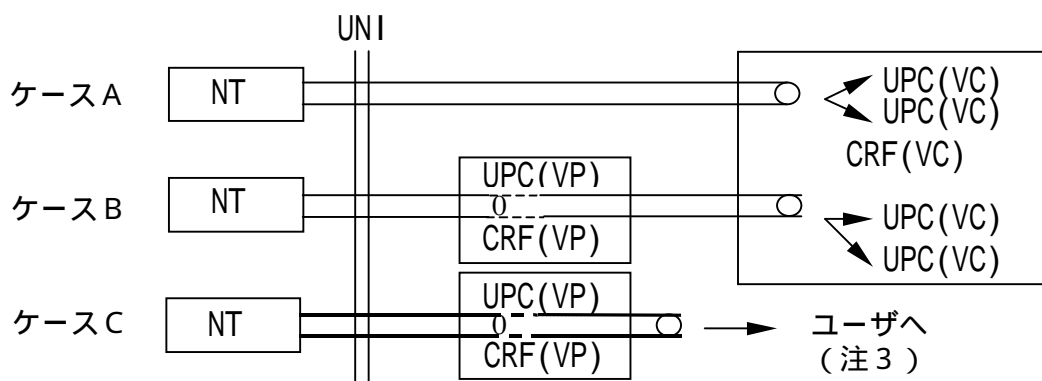 UNI
ケースA
NT
UPC(VC)
UPC(VC)
CRF(VC)
ケースB
NT
UPC(VP)
0
CRF(VP)
UPC(VC)
UPC(VC)
ケースC
NT
UPC(VP)
0
CRF(VP)
ユーザへ
(注3)